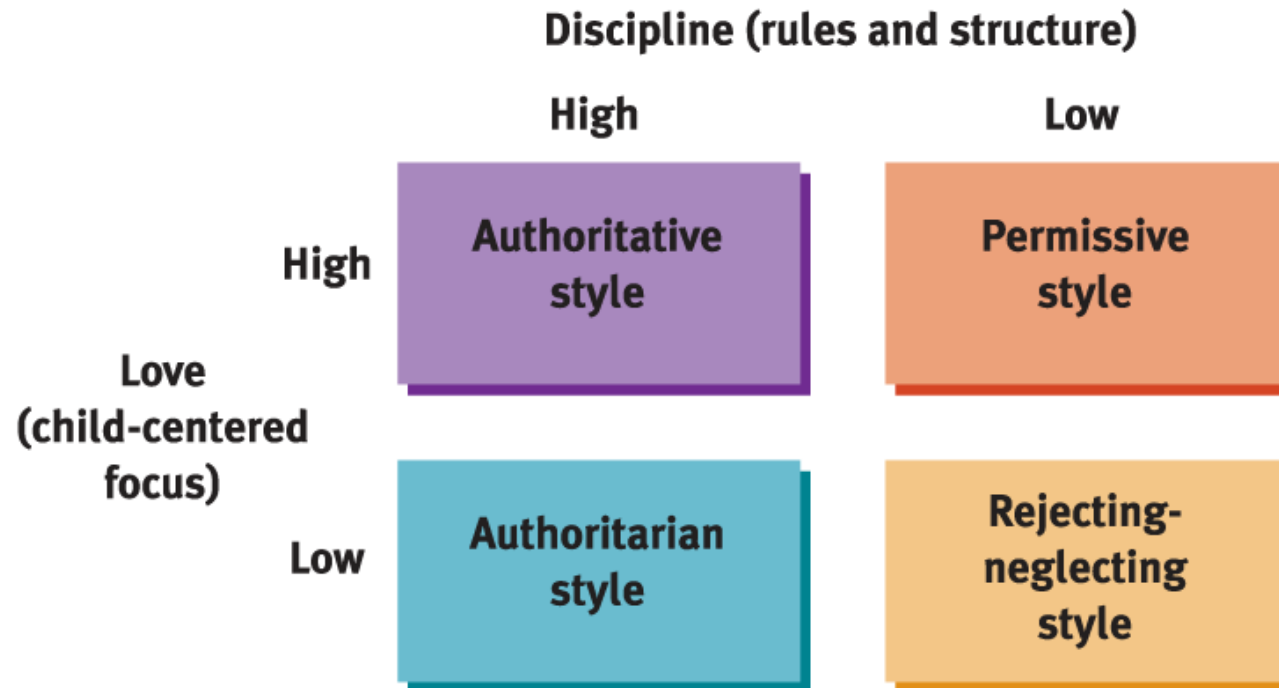 Discipline (rules and structure)
High
Low
High
Authoritative
style
Permissive
style
Love
(child-centered
focus)
Low
Authoritarian
style
Rejecting-
neglecting
style